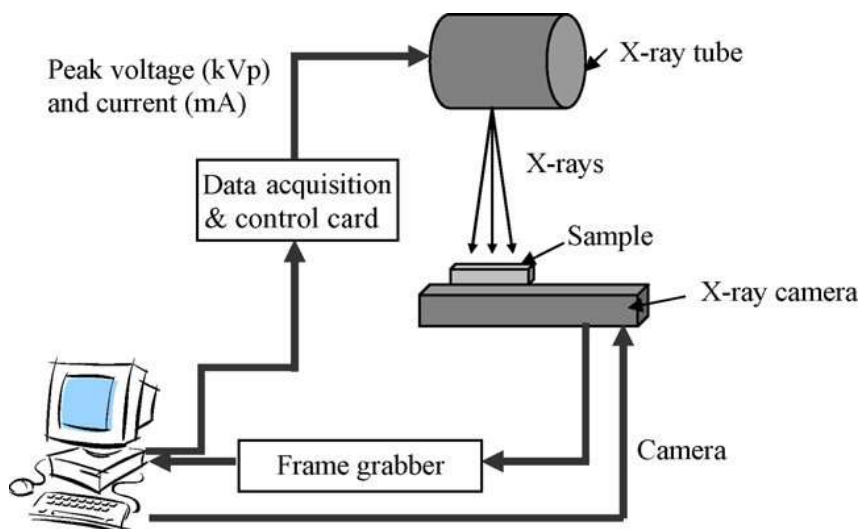 Peak voltage (kVp)
and current (mA)
X-ray tube
Data acquisition
& control card
X-rays
Sample
X-ray camera
Frame grabber
Camera